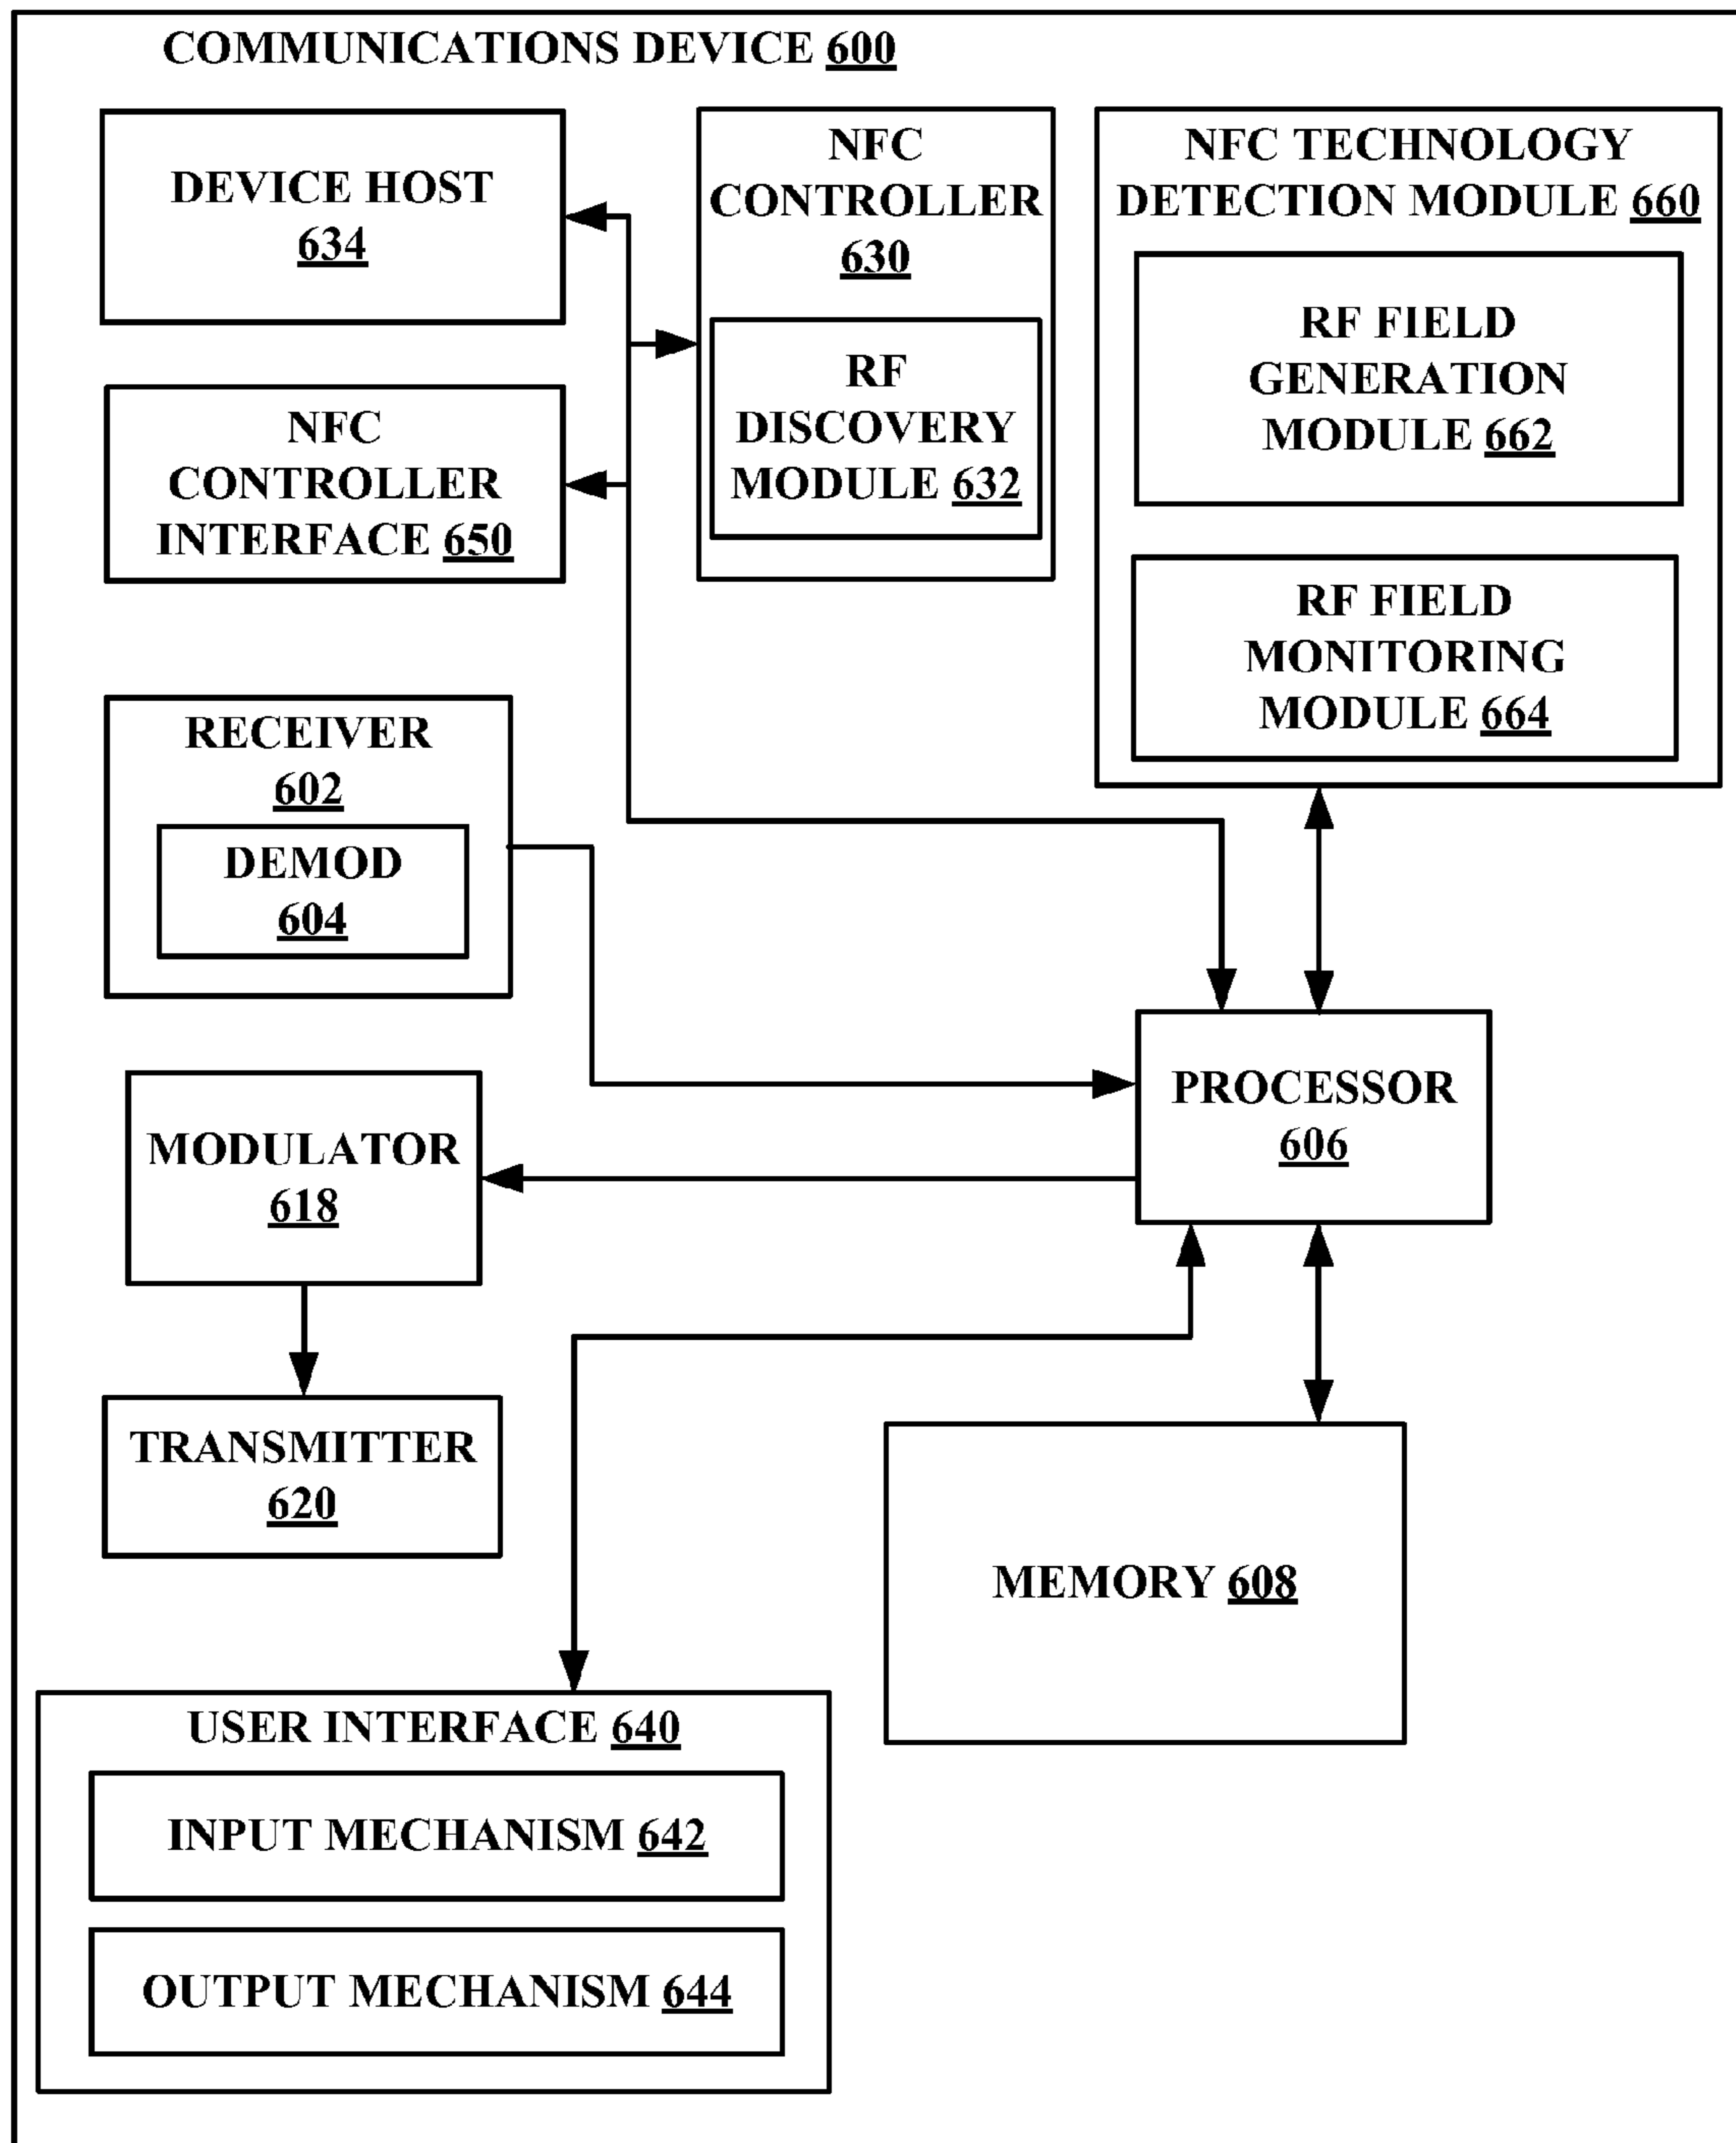 COMMUNICATIONS DEVICE 600
DEVICE HOST
634
NFC
CONTROLLER
630
RF
DISCOVERY
MODULE 632
NFC TECHNOLOGY
DETECTION MODULE 660
RF FIELD
GENERATION
MODULE 662
RF FIELD
MONITORING
MODULE 664
NFC
CONTROLLER
INTERFACE 650
RECEIVER
602
DEMOD
604
PROCESSOR
606
MODULATOR
618
TRANSMITTER
620
MEMORY 608
USER INTERFACE 640
INPUT MECHANISM 642
OUTPUT MECHANISM 644